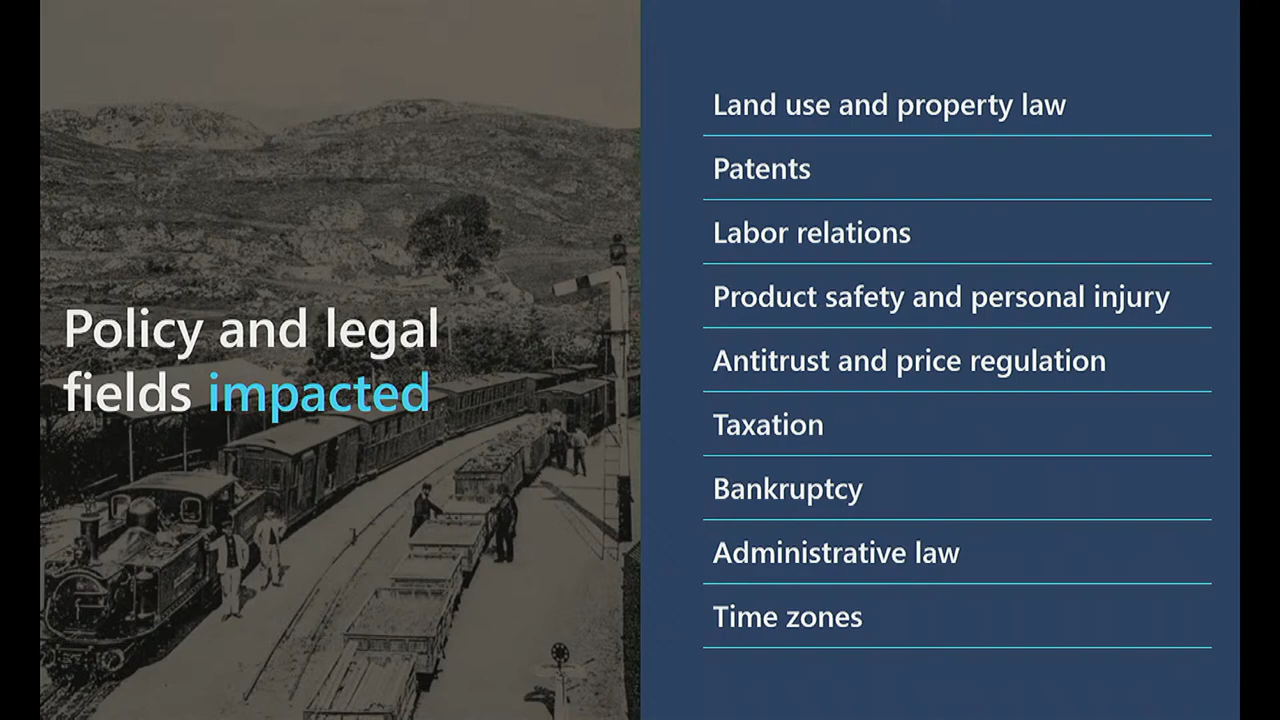 Policy and legal
fields impacted
Land use and property law
Patents
Labor relations
Product safety and personal injury
Antitrust and price regulation
Taxation
Bankruptcy
Administrative law
Time zones